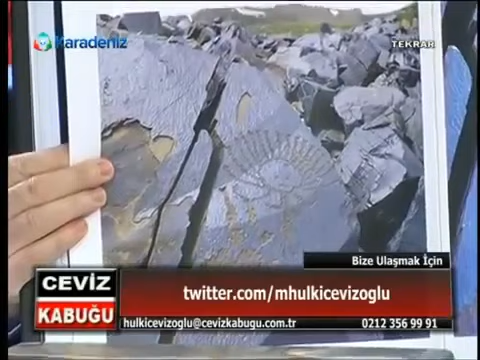 karadeniz
TEKRAR
Bize Ulaşmak İçin
CEVİZ
KABUĞU
twitter.com/mhulkicevizoglu
hulkicevizoglu@cevizkabugu.com.tr
0212 356 99 91